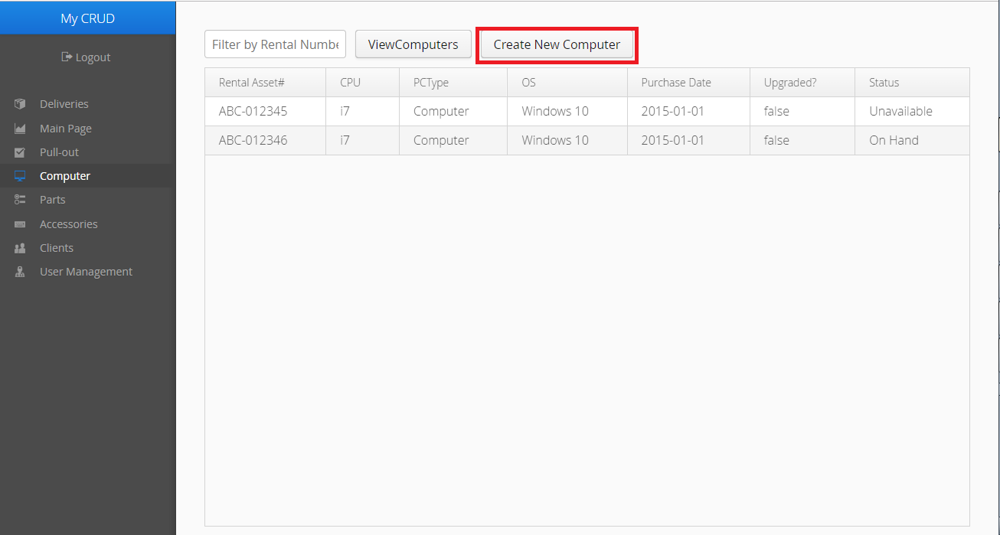 My CRUD
Logout
Deliveries
Main Page
Pull-out
Computer
Parts
Accessories
Clients
User Management
Filter by Rental Numbe ViewComputers Create New Computer
Rental Asset# CPU PCType OS Purchase Date Upgraded? Status
ABC-012345 i7 Computer Windows 10 2015-01-01 false Unavailable
ABC-012346 i7 Computer Windows 10 2015-01-01 false On Hand